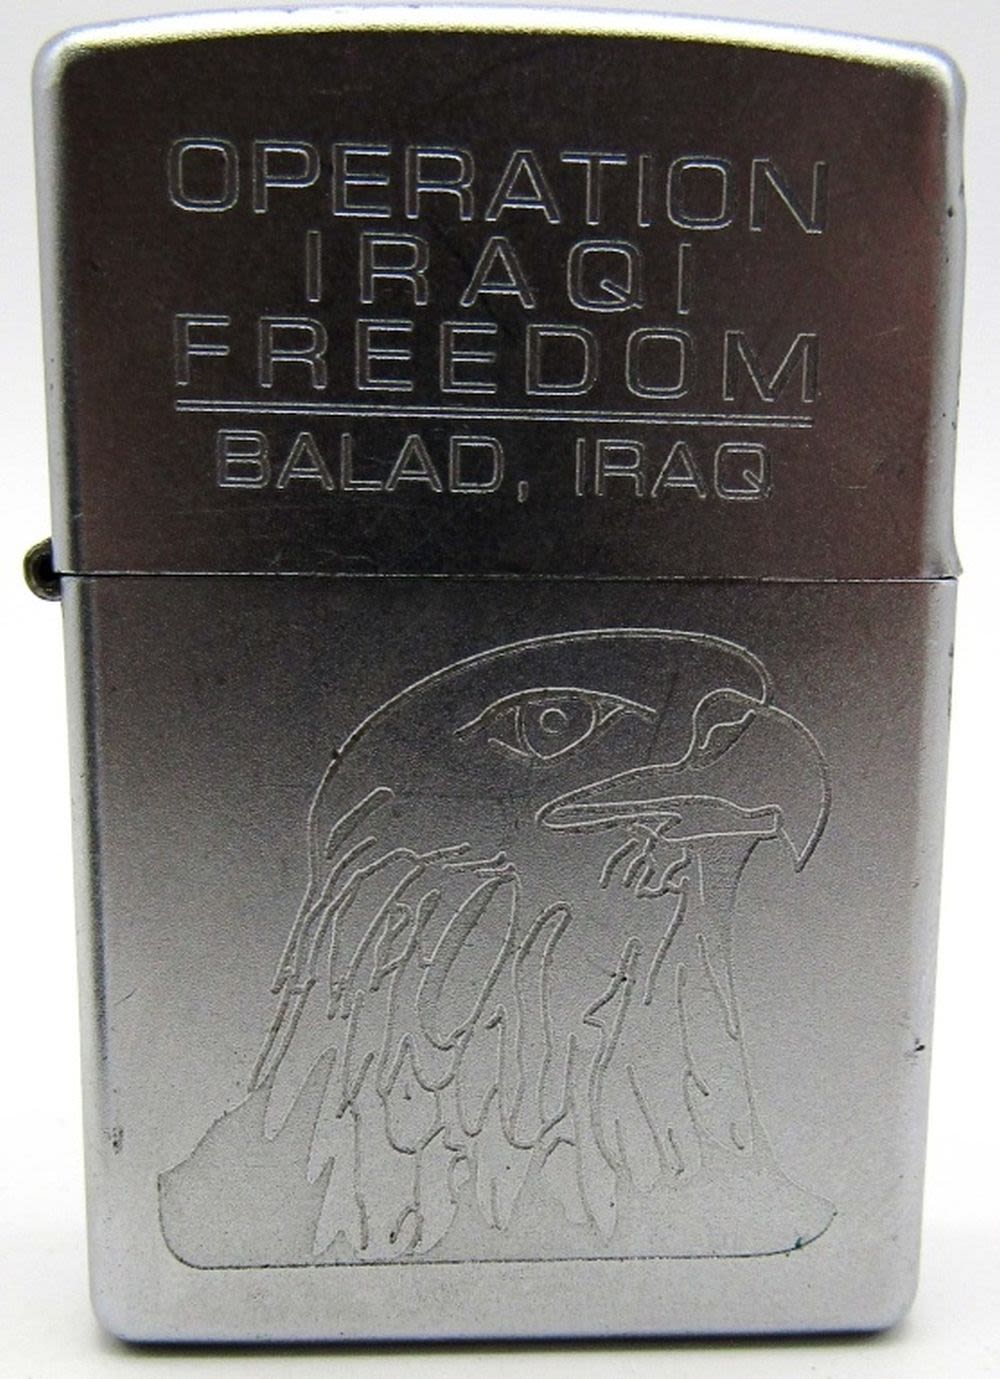 OPERATION
IRAQI
FREEDOM
BALAD, IRAQ